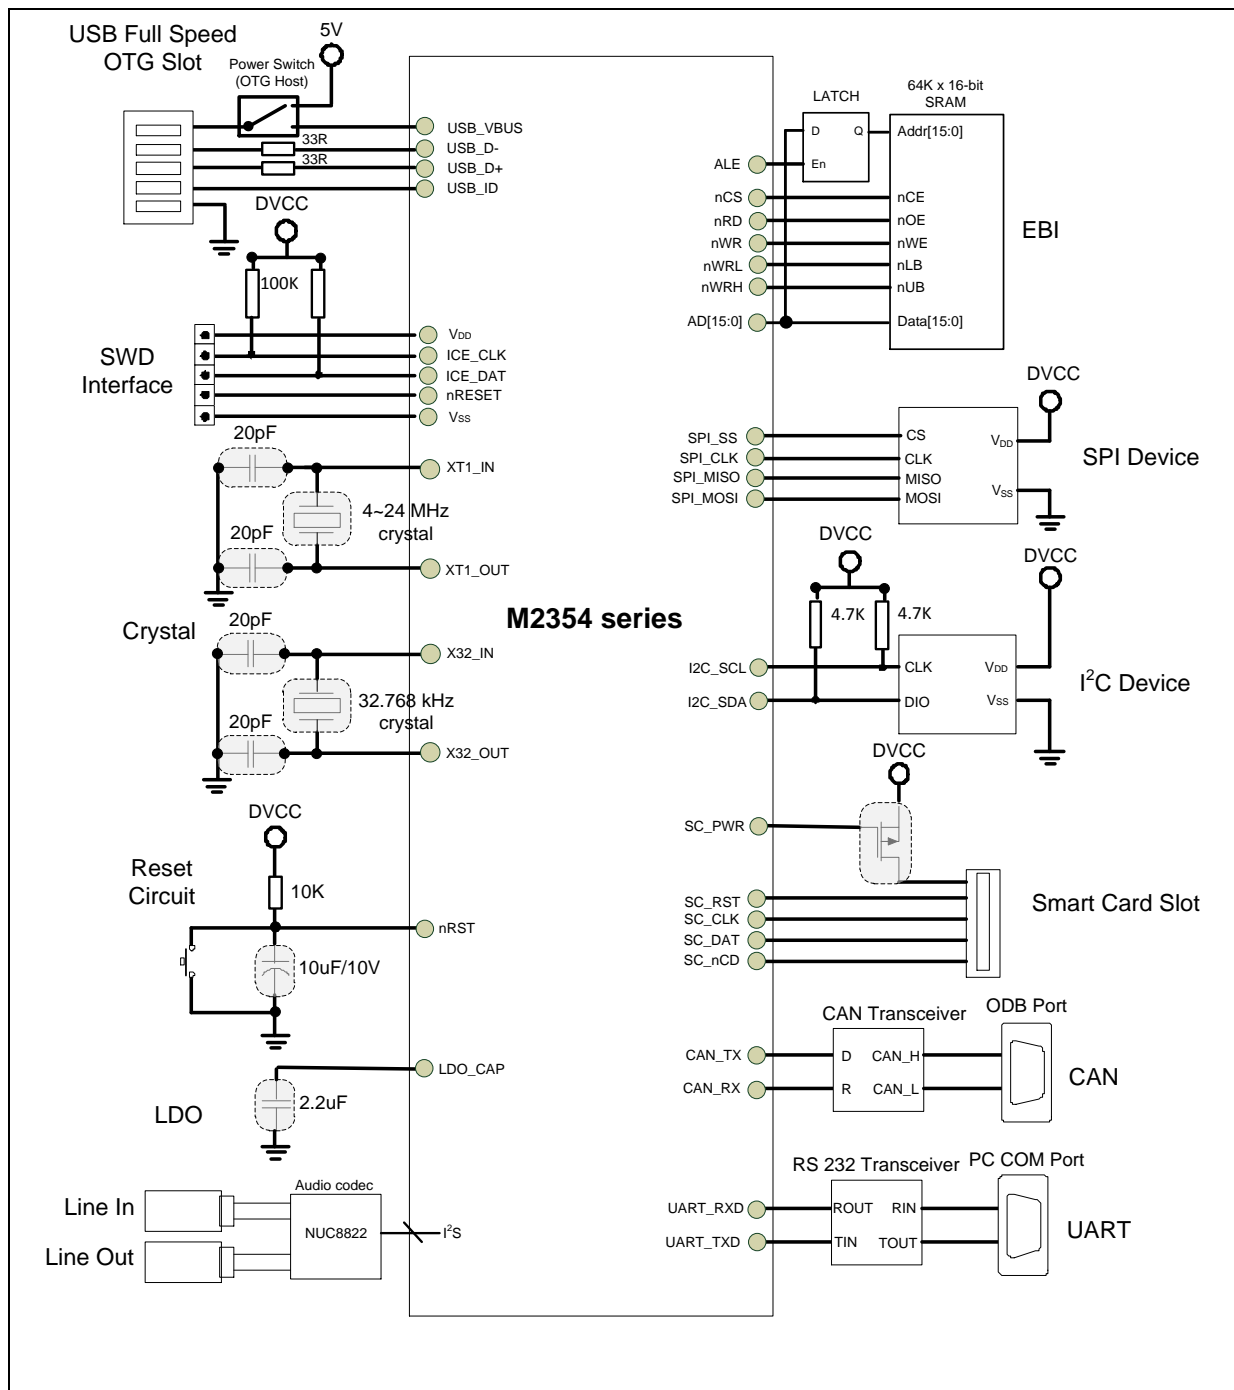 USB Full Speed
OTG Slot
5V
Power Switch
(OTG Host)
33R
33R
USB_VBUS
USB_D-
USB_D+
USB_ID
DVCC
100K
SWD
Interface
VDD
ICE_CLK
ICE_DAT
nRESET
VSS
20pF
XT1_IN
4~24 MHz
crystal
20pF
XT1_OUT
Crystal
20pF
X32_IN
32.768 kHz
crystal
20pF
X32_OUT
DVCC
Reset
Circuit
10K
nRST
10uF/10V
LDO_CAP
LDO
2.2uF
Line In
Line Out
Audio codec
NUC8822
I²S
M2354 series
LATCH
D
Q
En
64K x 16-bit
SRAM
Addr[15:0]
ALE
nCS
nCE
nRD
nOE
nWR
nWE
nWRL
nLB
nWRH
nUB
AD[15:0]
Data[15:0]
EBI
DVCC
SPI_SS
CS
SPI_CLK
CLK
SPI_MISO
MISO
SPI_MOSI
MOSI
VDD
VSS
SPI Device
DVCC
DVCC
4.7K
4.7K
I2C_SCL
CLK
I2C_SDA
DIO
VDD
VSS
I²C Device
DVCC
SC_PWR
SC_RST
SC_CLK
SC_DAT
SC_nCD
Smart Card Slot
CAN Transceiver
ODB Port
CAN_TX
D
CAN_H
CAN_RX
R
CAN_L
CAN
RS 232 Transceiver
PC COM Port
UART_RXD
ROUT
RIN
UART_TXD
TIN
TOUT
UART